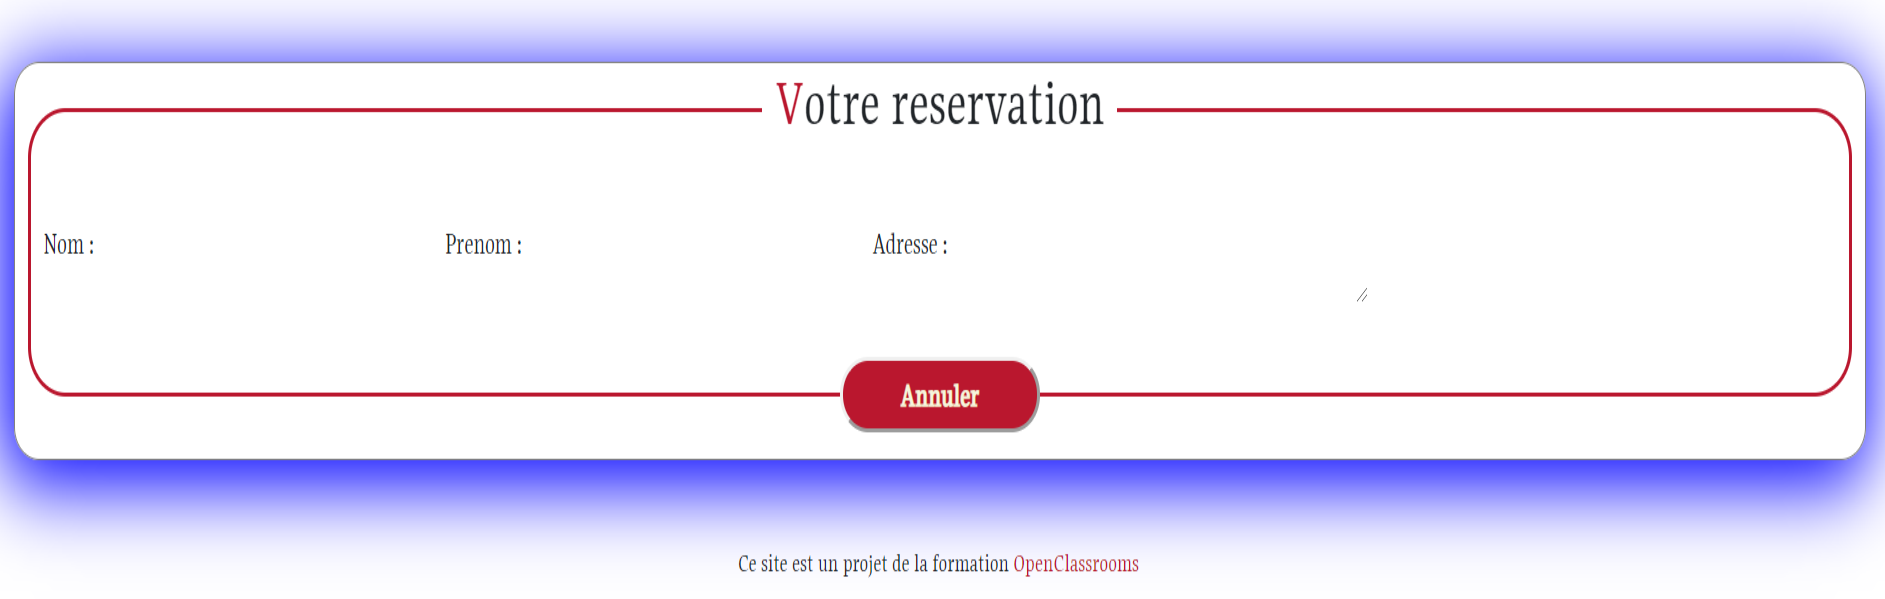 Votre reservation
Nom : Prenom : Adresse :
Annuler
Ce site est un projet de la formation OpenClassrooms